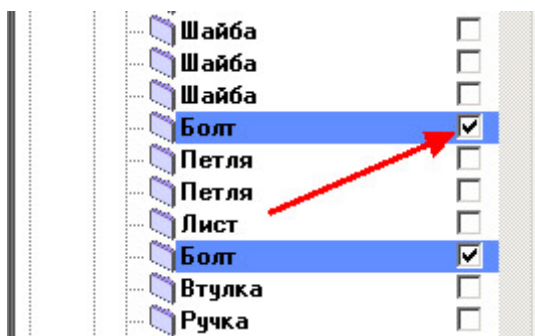 Шайба
Шайба
Шайба
Болт
Петля
Петля
Лист
Болт
Втулка
Ручка